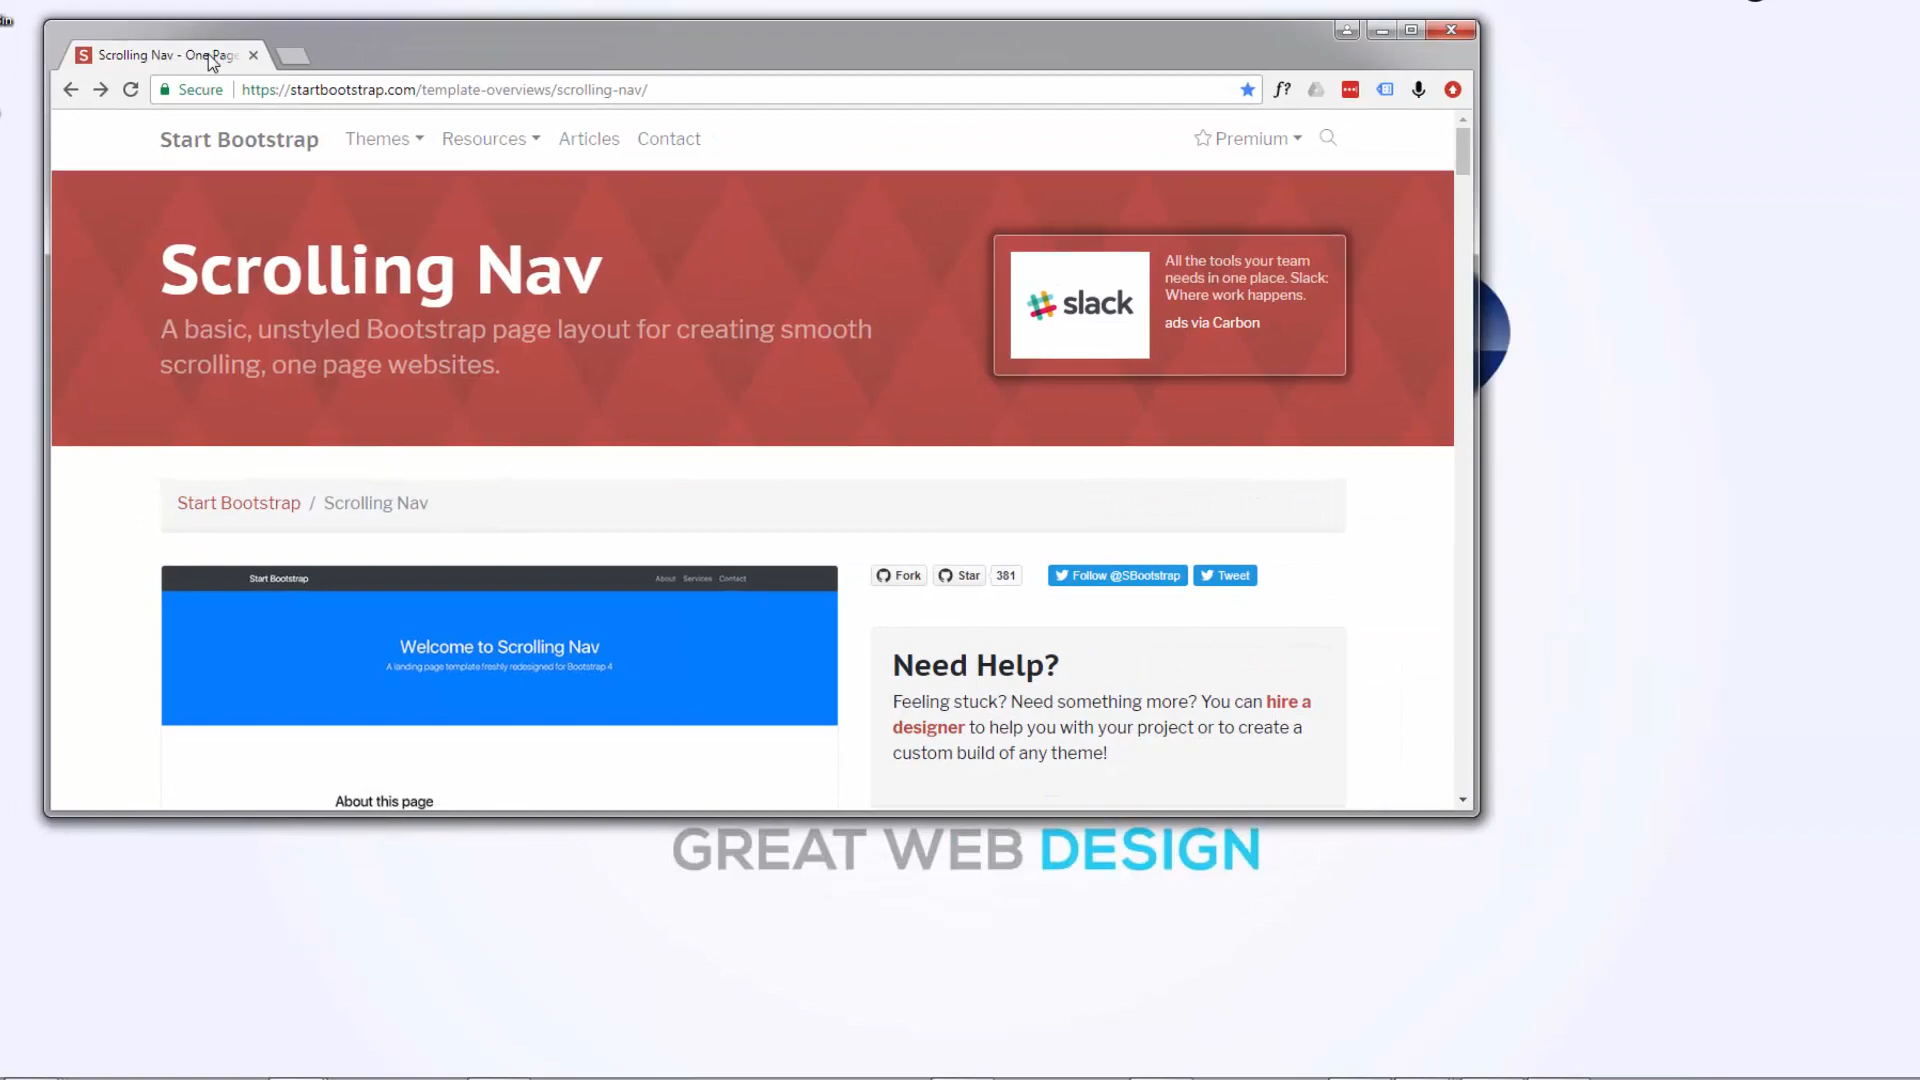 Scrolling Nav - One Page
Secure
https://startbootstrap.com/template-overviews/scrolling-nav/
f?
Start Bootstrap
Themes
Resources
Articles
Contact
Premium
Scrolling Nav
A basic, unstyled Bootstrap page layout for creating smooth
scrolling, one page websites.
slack
All the tools your team
needs in one place. Slack:
Where work happens.
ads via Carbon
Start Bootstrap / Scrolling Nav
Start Bootstrap
About Services Contact
Welcome to Scrolling Nav
A landing page template freshly redesigned for Bootstrap 4
About this page
Fork
Star
381
Follow @SBootstrap
Tweet
Need Help?
Feeling stuck? Need something more? You can hire a
designer to help you with your project or to create a
custom build of any theme!
GREAT WEB DESIGN